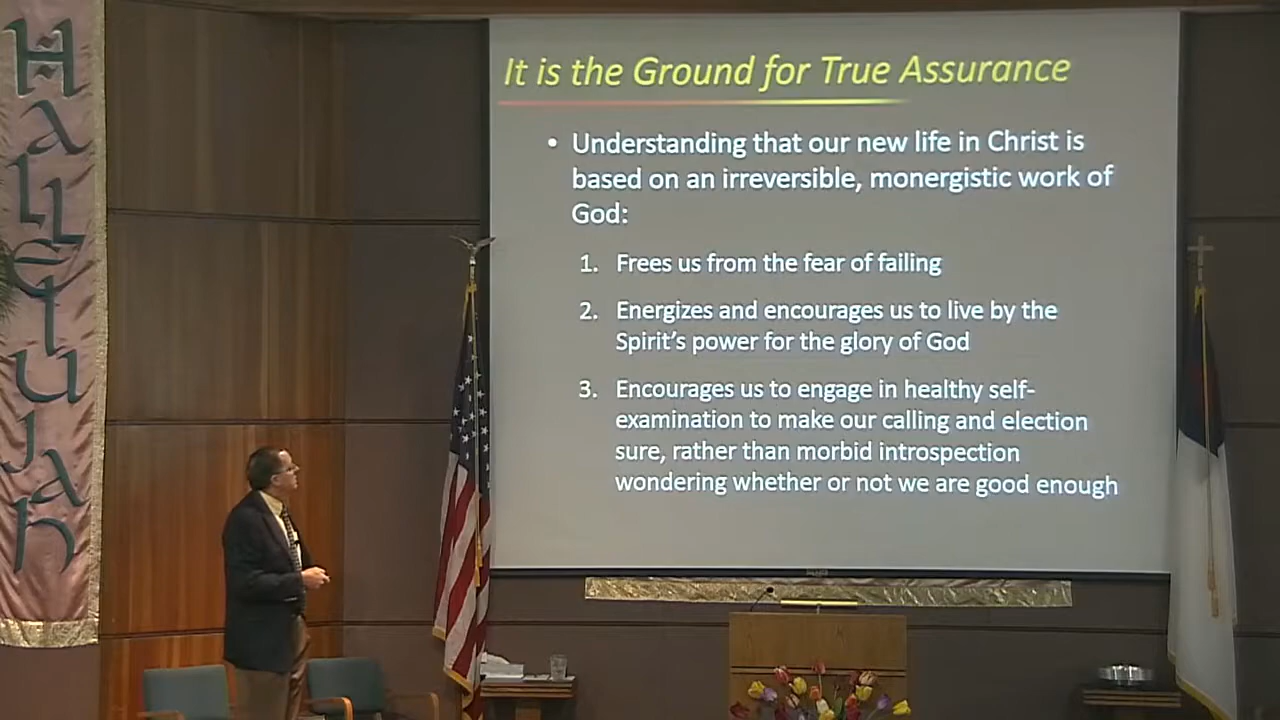 Hallelujah
It is the Ground for True Assurance
• Understanding that our new life in Christ is
based on an irreversible, monergistic work of
God:
1. Frees us from the fear of failing
2. Energizes and encourages us to live by the
Spirit's power for the glory of God
3. Encourages us to engage in healthy self-
examination to make our calling and election
sure, rather than morbid introspection
wondering whether or not we are good enough